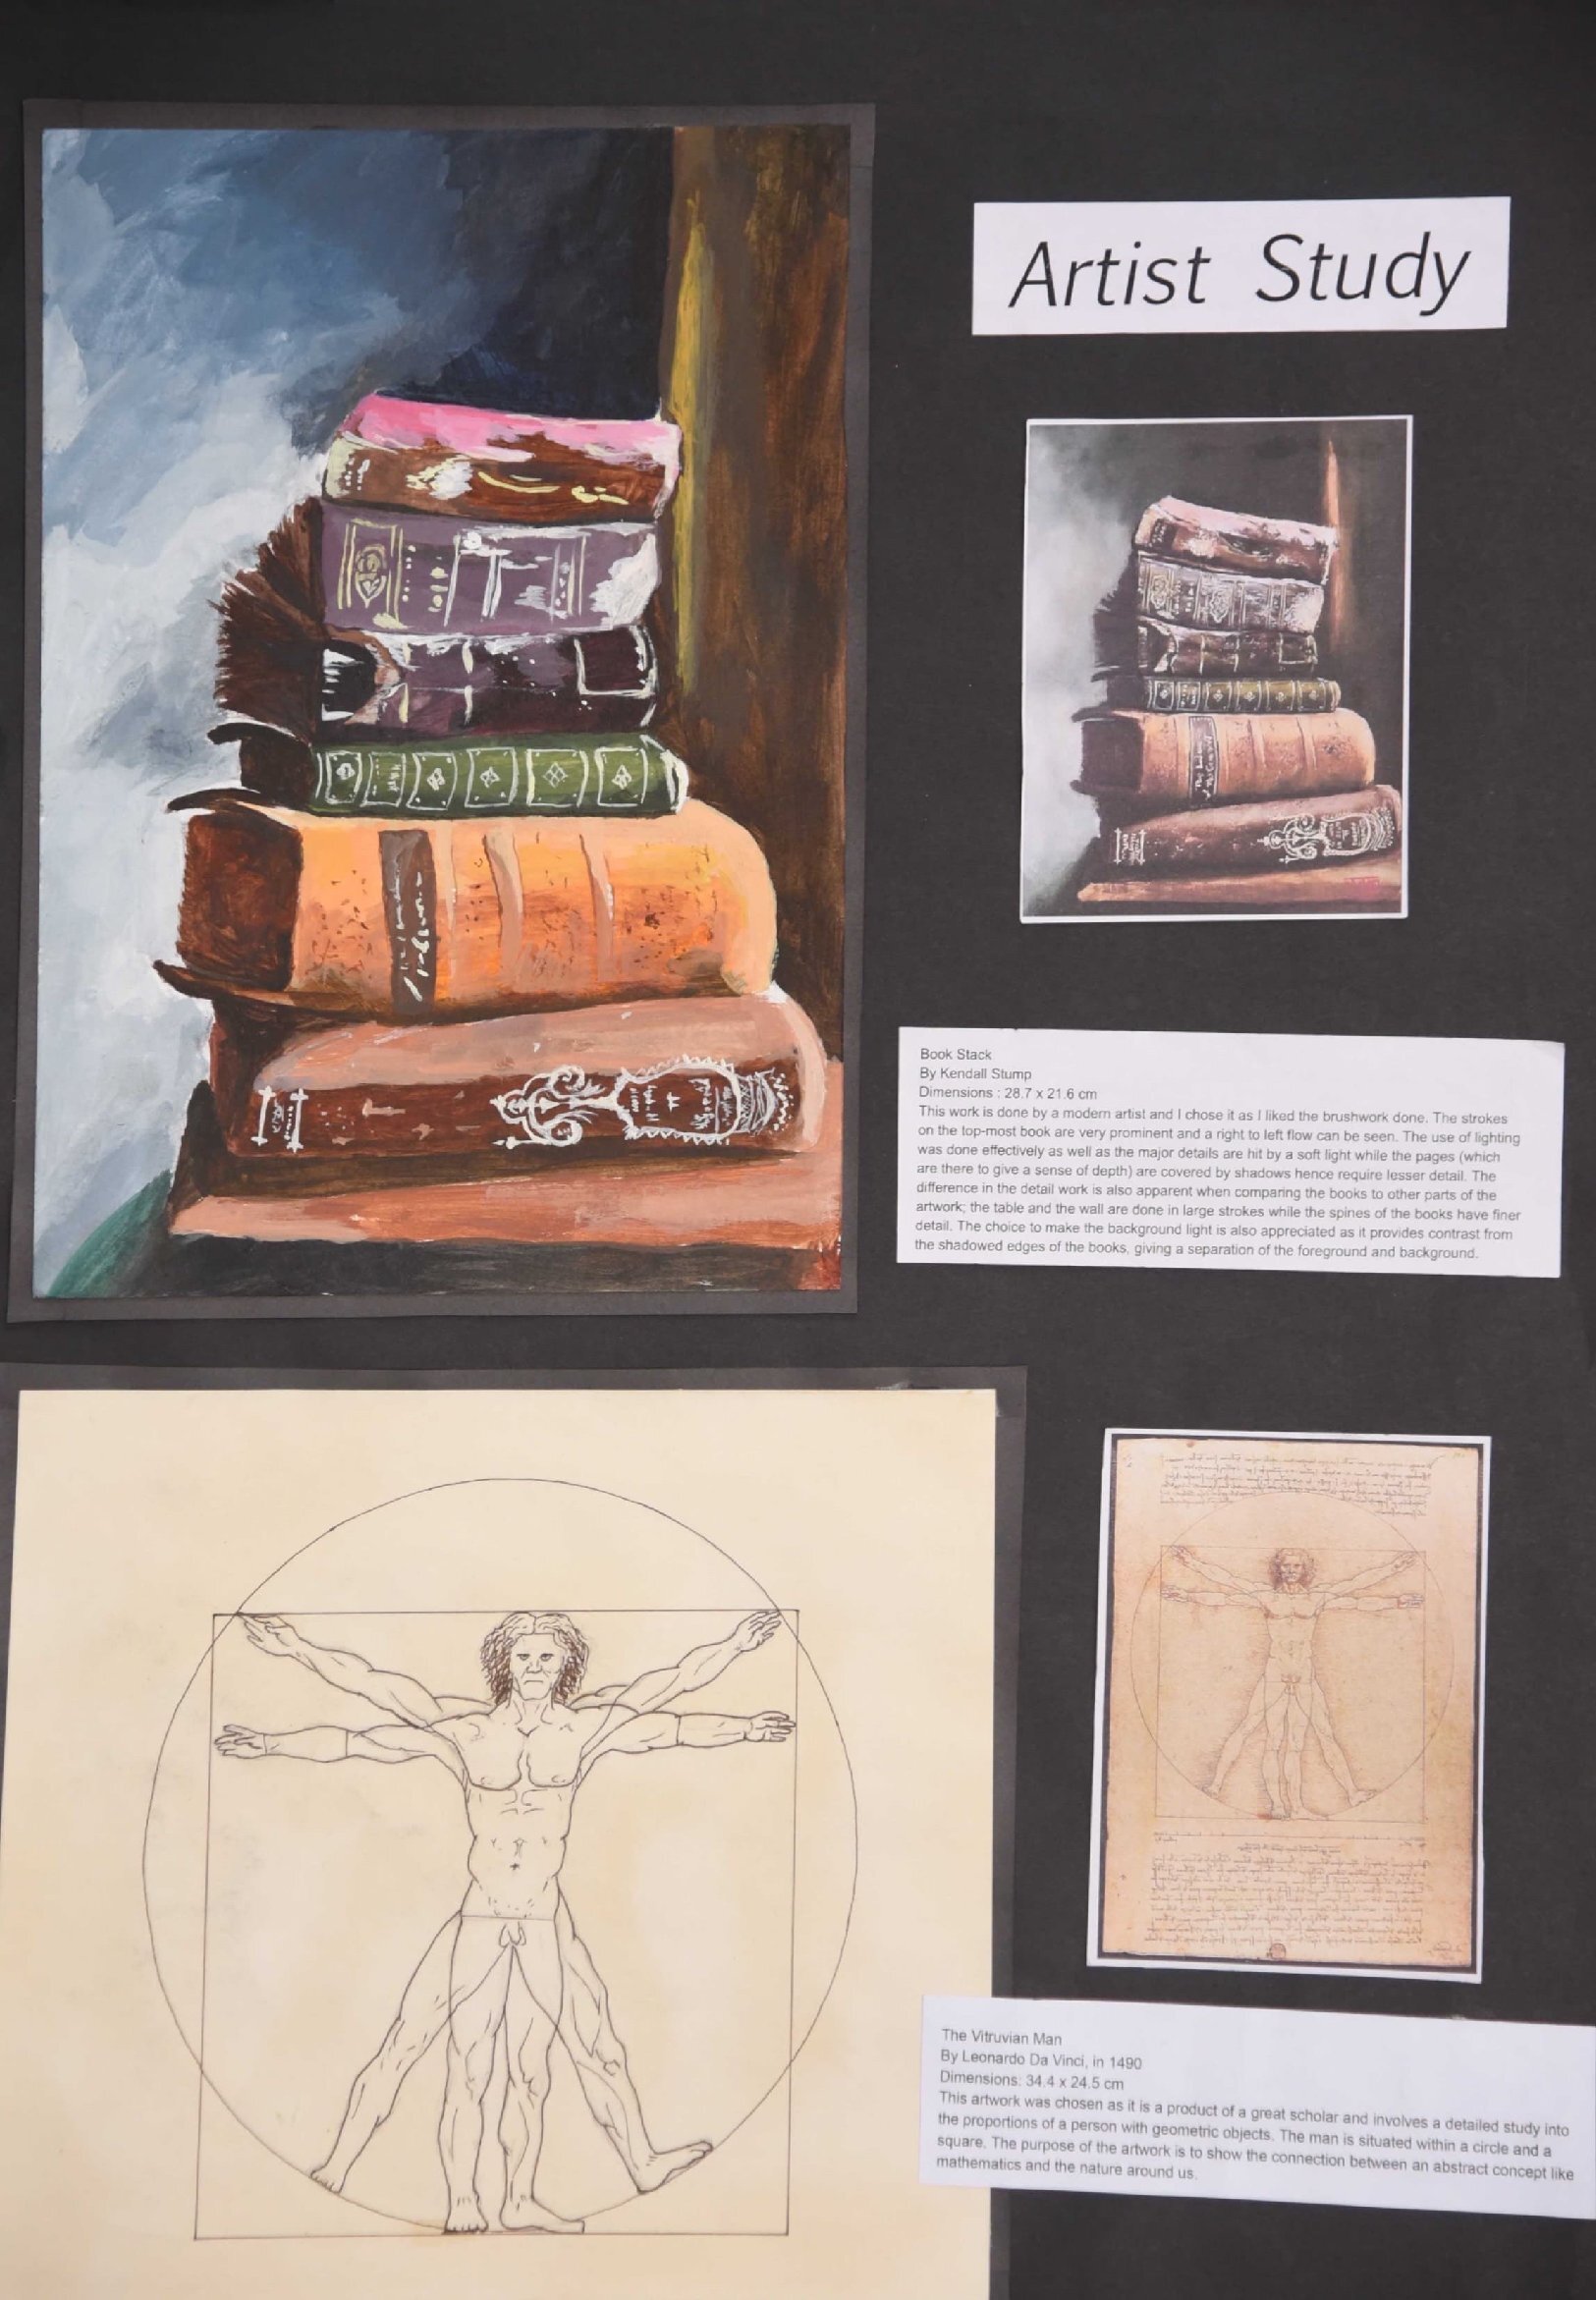 Artist Study
Book Stack
By Kendall Stump
Dimensions : 28.7 x 21.6 cm
This work is done by a modern artist and I chose it as I liked the brushwork done. The strokes
on the top-most book are very prominent and a right to left flow can be seen. The use of lighting
was done effectively as well as the major details are hit by a soft light while the pages (which
are there to give a sense of depth) are covered by shadows hence require lesser detail. The
difference in the detail work is also apparent when comparing the books to other parts of the
artwork; the table and the wall are done in large strokes while the spines of the books have finer
detail. The choice to make the background light is also appreciated as it provides contrast from
the shadowed edges of the books, giving a separation of the foreground and background.
The Vitruvian Man
By Leonardo Da Vinci, in 1490
Dimensions: 34.4 x 24.5 cm
This artwork was chosen as it is a product of a great scholar and involves a detailed study into
the proportions of a person with geometric objects. The man is situated within a circle and a
square. The purpose of the artwork is to show the connection between an abstract concept like
mathematics and the nature around us.